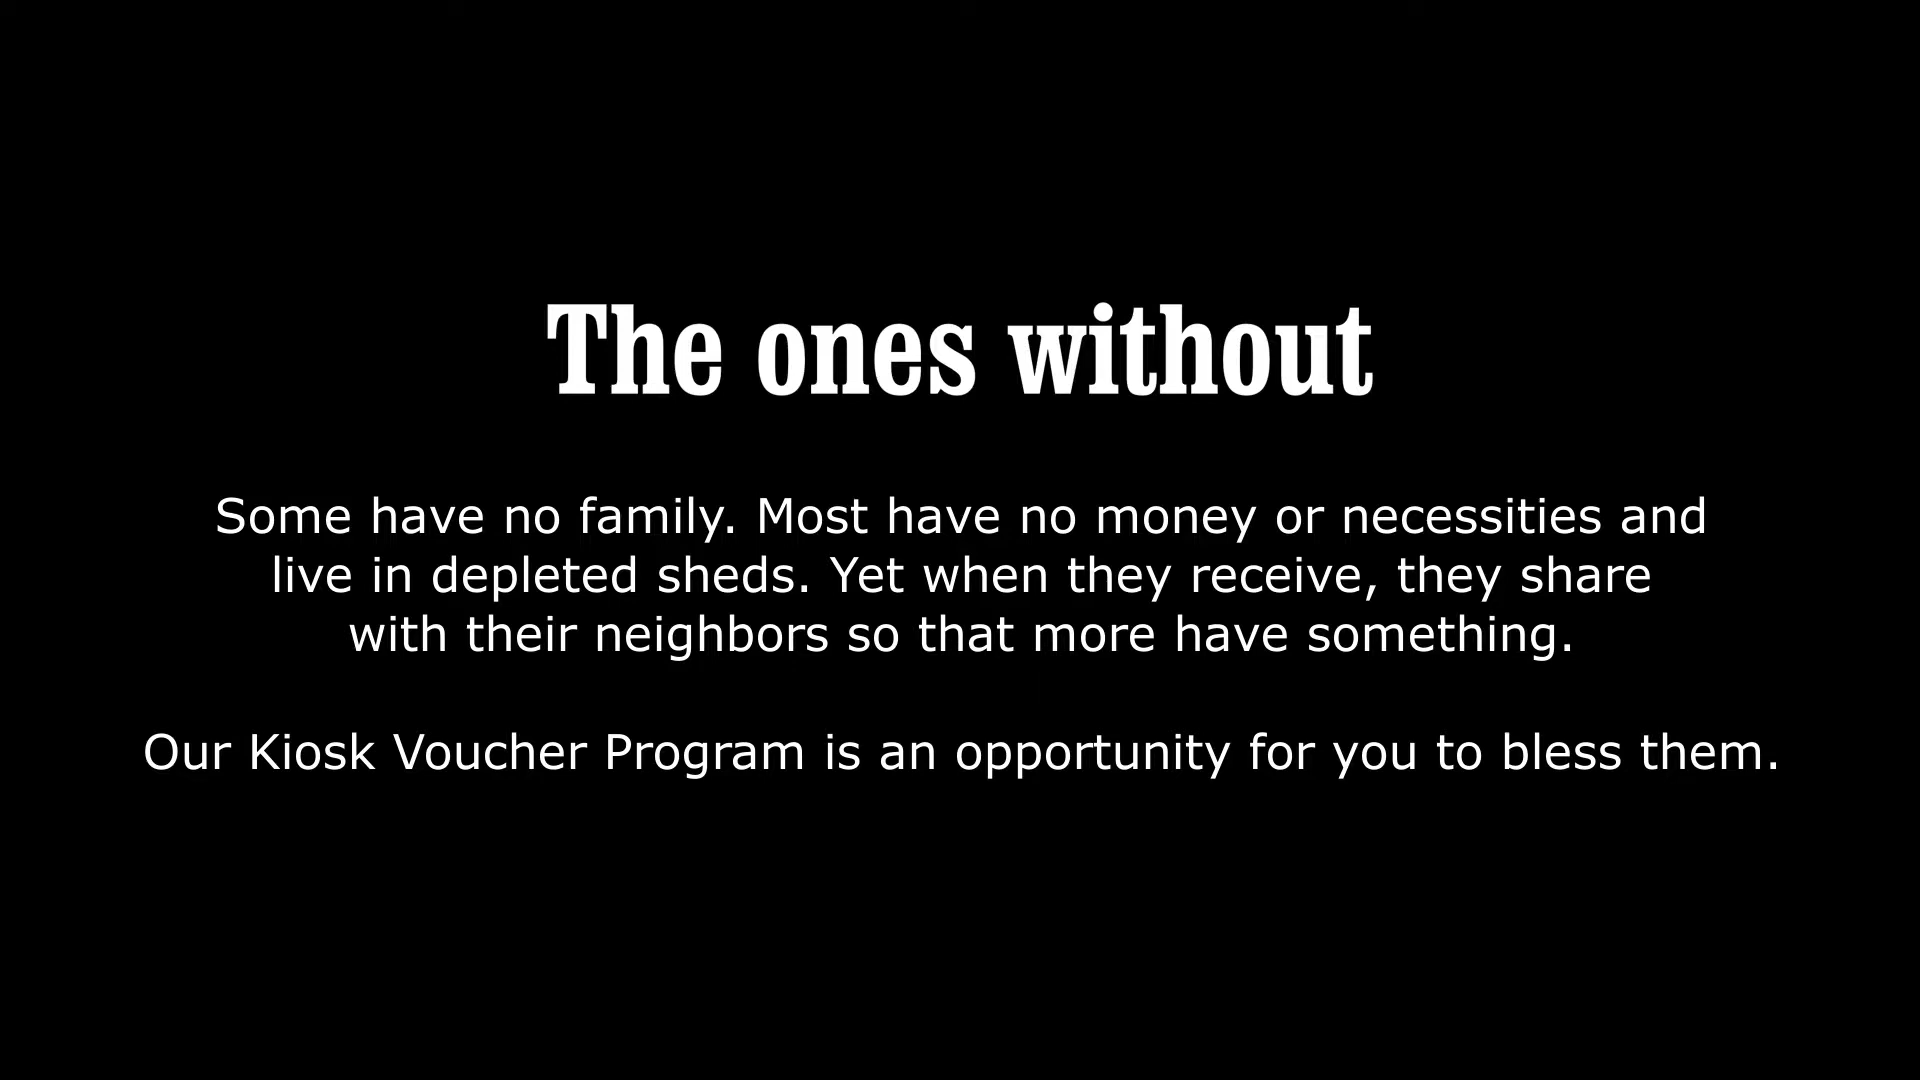 The ones without
Some have no family. Most have no money or necessities and
live in depleted sheds. Yet when they receive, they share
with their neighbors so that more have something.
Our Kiosk Voucher Program is an opportunity for you to bless them.